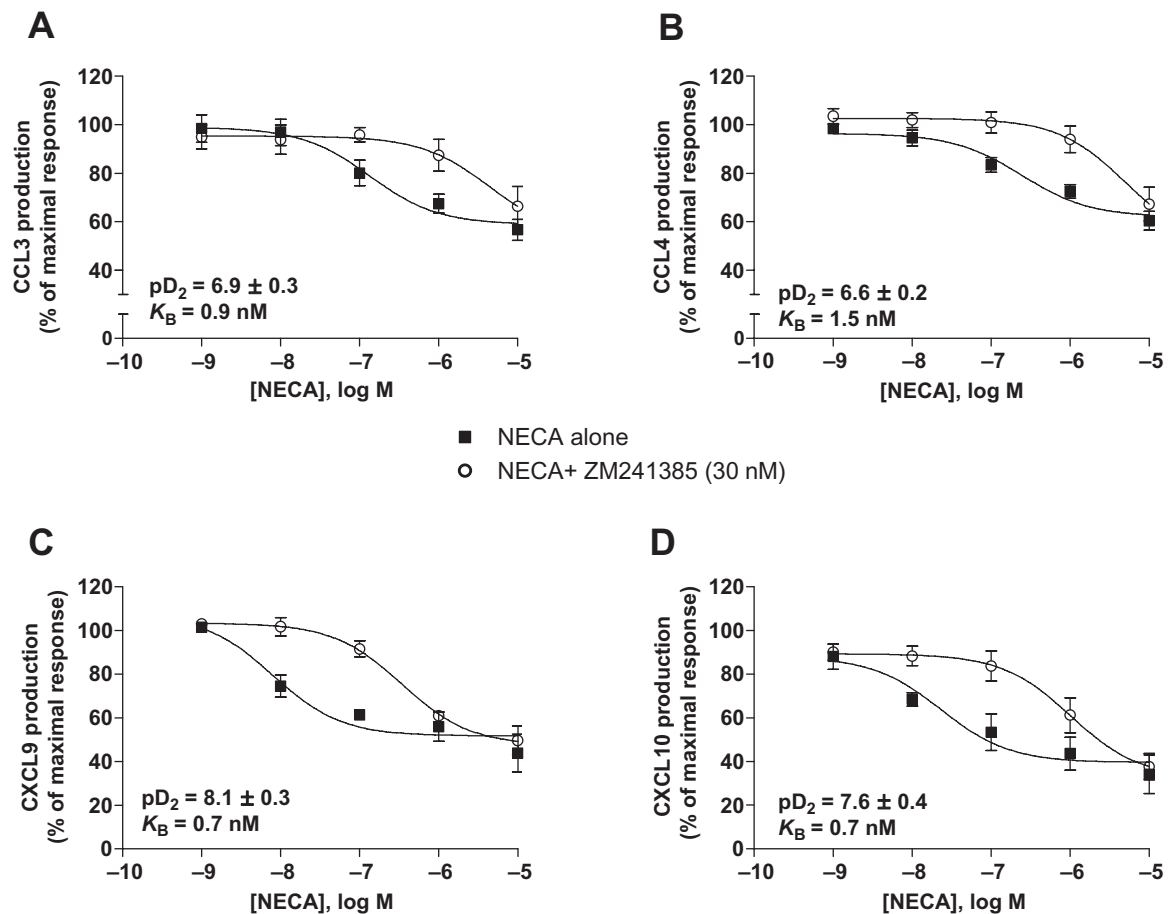 A
CCL3 production
(% of maximal response)
120
100
80
60
40
0
pD2 = 6.9 ± 0.3
KB = 0.9 nM
–10 –9 –8 –7 –6 –5
[NECA], log M
B
CCL4 production
(% of maximal response)
120
100
80
60
40
0
pD2 = 6.6 ± 0.2
KB = 1.5 nM
–10 –9 –8 –7 –6 –5
[NECA], log M
NECA alone
NECA+ ZM241385 (30 nM)
C
CXCL9 production
(% of maximal response)
120
100
80
60
40
20
0
pD2 = 8.1 ± 0.3
KB = 0.7 nM
–10 –9 –8 –7 –6 –5
[NECA], log M
D
CXCL10 production
(% of maximal response)
120
100
80
60
40
20
0
pD2 = 7.6 ± 0.4
KB = 0.7 nM
–10 –9 –8 –7 –6 –5
[NECA], log M